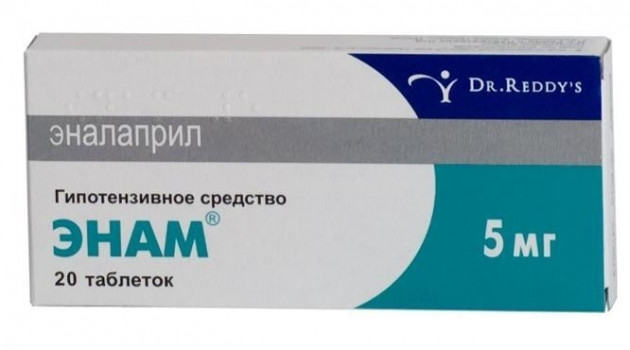 DR.REDDY'S
эналаприл
Гипотензивное средство
ЭНАМ®
5 мг
20 таблеток